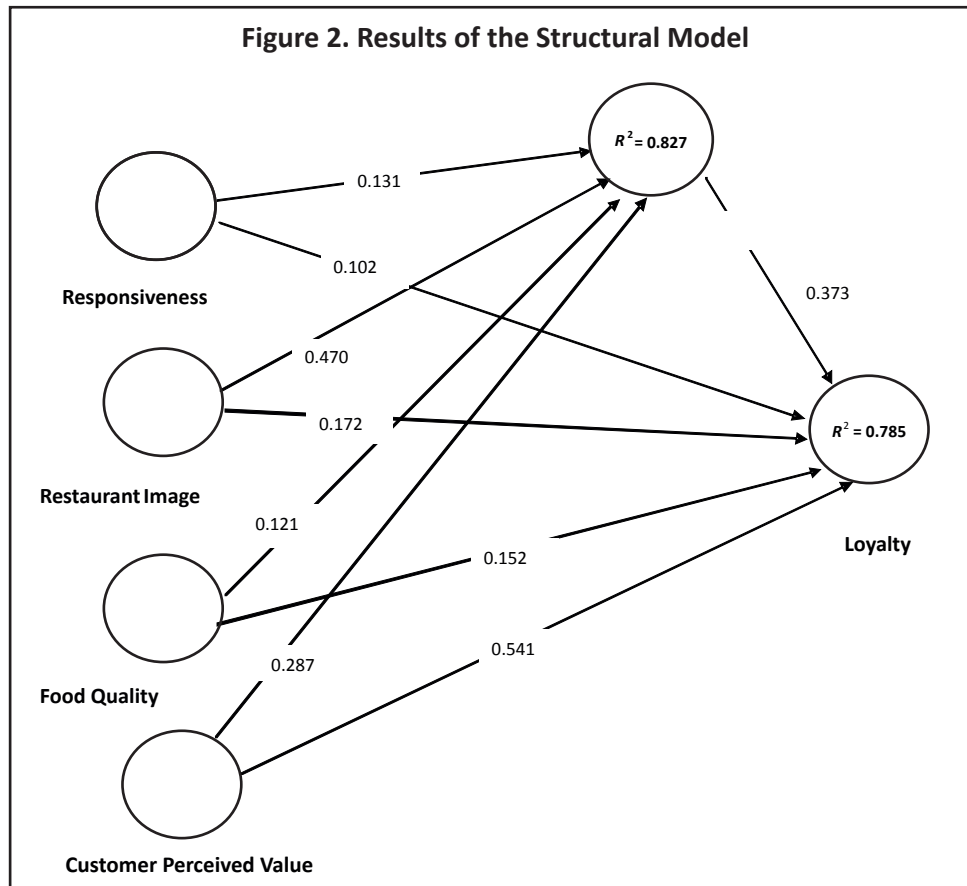 Figure 2. Results of the Structural Model
R² = 0.827
0.131
0.102
Responsiveness
0.373
0.470
0.172
R² = 0.785
Restaurant Image
0.121
0.152
Loyalty
0.541
0.287
Food Quality
Customer Perceived Value